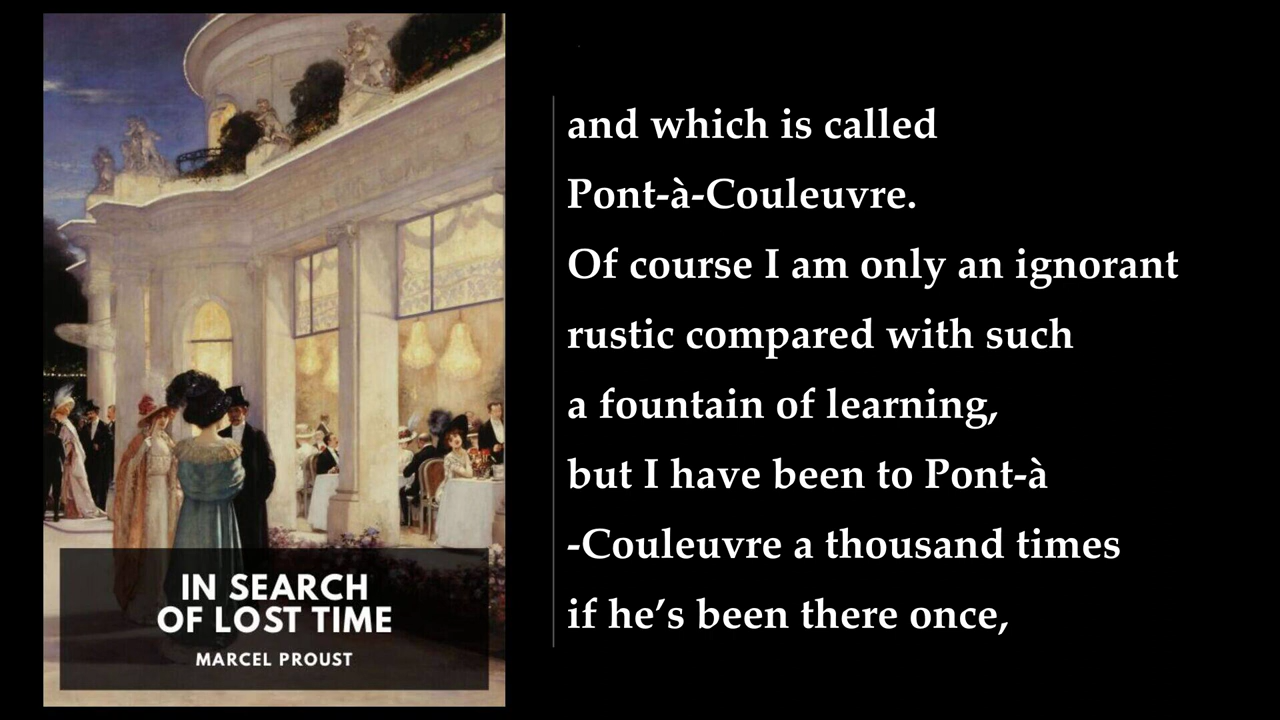 IN SEARCH
OF LOST TIME
MARCEL PROUST
and which is called
Pont-à-Couleuvre.
Of course I am only an ignorant
rustic compared with such
a fountain of learning,
but I have been to Pont-à
-Couleuvre a thousand times
if he’s been there once,